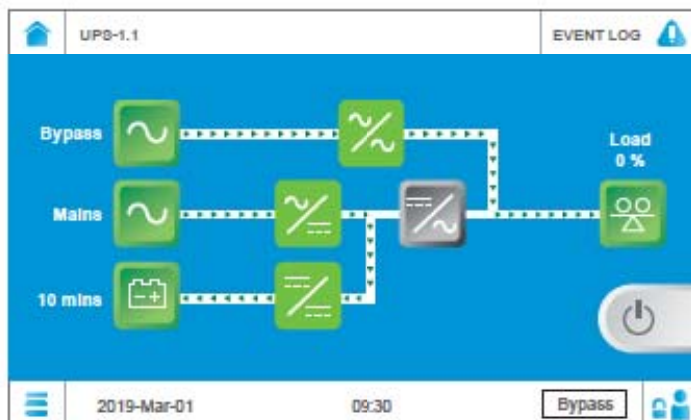 UPS-1.1
EVENT LOG
Bypass
Load
0 %
Mains
10 mins
2019-Mar-01
09:30
Bypass